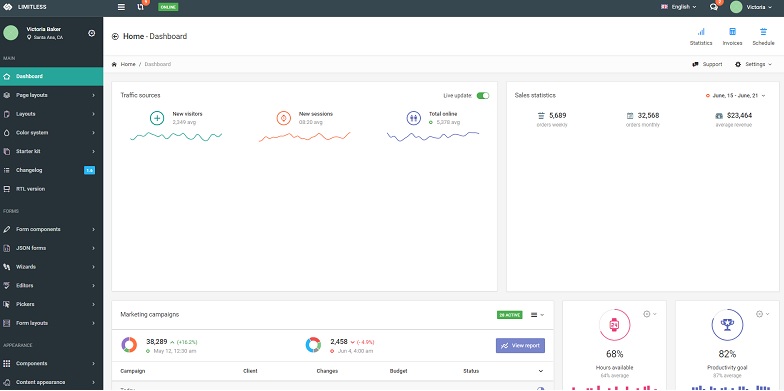 LIMITLESS
ONLINE
English
Victoria
Victoria Baker
Santa Ana, CA
MAIN
Dashboard
Page layouts
Layouts
Color system
Starter kit
Changelog
RTL version
FORMS
Form components
JSON forms
Wizards
Editors
Pickers
Form layouts
APPEARANCE
Components
Content appearance
Home - Dashboard
Statistics
Invoices
Schedule
Home / Dashboard
Support
Settings
Traffic sources
Live update:
New visitors
2,349 avg
New sessions
08:20 avg
Total online
5,378 avg
Sales statistics
June, 15 - June, 21
5,689
orders weekly
32,568
orders monthly
$23,464
average revenue
Marketing campaigns
28 ACTIVE
38,289 (+16.2%)
May 12, 12:30 am
2,458 (-4.9%)
Jun 4, 4:00 am
View report
Campaign Client Changes Budget Status
Today
68%
Hours available
64% average
82%
Productivity goal
87% average